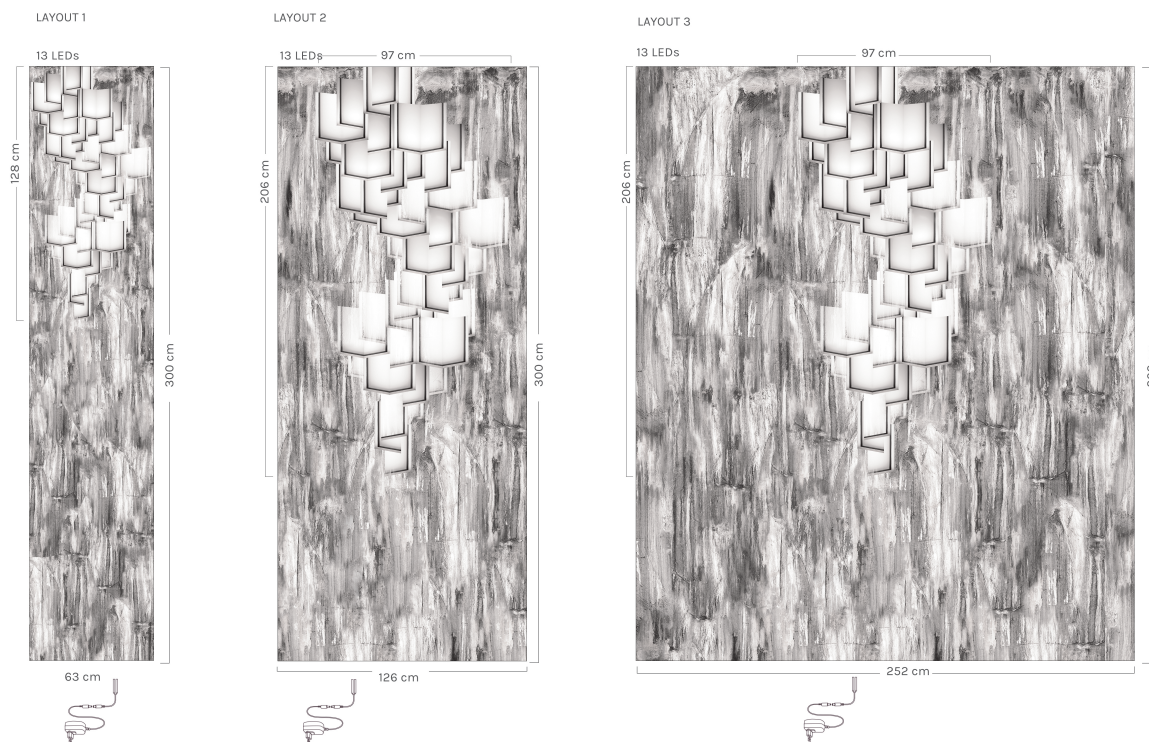 LAYOUT 1
LAYOUT 2
LAYOUT 3
13 LEDs
13 LEDs
97 cm
13 LEDs
97 cm
128 cm
206 cm
206 cm
300 cm
300 cm
63 cm
126 cm
252 cm